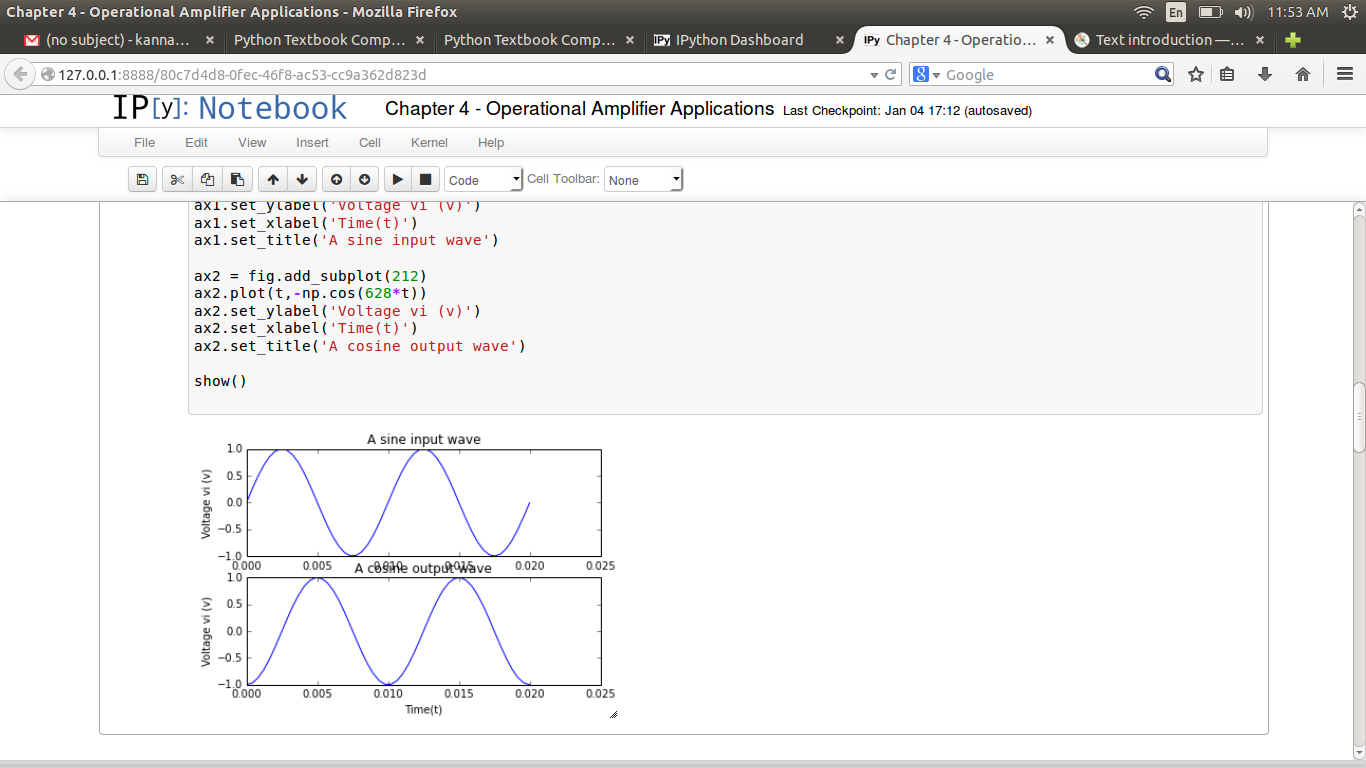 Chapter 4 - Operational Amplifier Applications - Mozilla Firefox
En
11:53 AM
(no subject) - kanna...
Python Textbook Comp...
Python Textbook Comp...
IPy IPython Dashboard
IPy Chapter 4 - Operatio...
Text introduction —...
127.0.0.1:8888/80c7d4d8-0fec-46f8-ac53-cc9a362d823d
Google
IP[y]: Notebook
Chapter 4 - Operational Amplifier Applications Last Checkpoint: Jan 04 17:12 (autosaved)
File Edit View Insert Cell Kernel Help
Code
Cell Toolbar: None
ax1.set_ylabel('Voltage vi (v)')
ax1.set_xlabel('Time(t)')
ax1.set_title('A sine input wave')
ax2 = fig.add_subplot(212)
ax2.plot(t,-np.cos(628*t))
ax2.set_ylabel('Voltage vi (v)')
ax2.set_xlabel('Time(t)')
ax2.set_title('A cosine output wave')
show()
A sine input wave
Voltage vi (v)
1.0
0.5
0.0
−0.5
−1.0
0.000 0.005 0.010 0.015 0.020 0.025
A cosine output wave
Voltage vi (v)
1.0
0.5
0.0
−0.5
−1.0
0.000 0.005 0.010 0.015 0.020 0.025
Time(t)